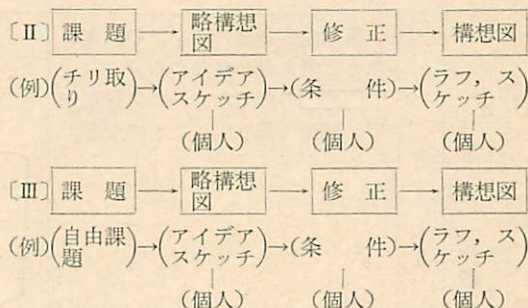 〔Ⅱ〕 課題 → 略構想図 → 修正 → 構想図
(例)(チリ取り)→(アイデアスケッチ)→(条件)→(ラフ,スケッチ)
(個人) (個人) (個人)
〔Ⅲ〕 課題 → 略構想図 → 修正 → 構想図
(例)(自由課題)→(アイデアスケッチ)→(条件)→(ラフ,スケッチ)
(個人) (個人) (個人)